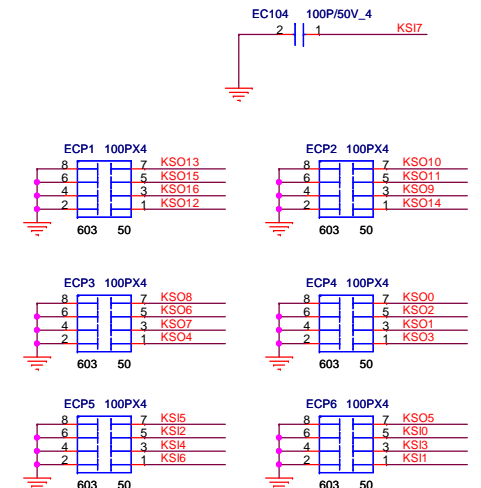 EC104 100P/50V_4
2 1 KSI7
ECP1 100PX4
8 7 KSO13
6 5 KSO15
4 3 KSO16
2 1 KSO12
603 50
ECP2 100PX4
8 7 KSO10
6 5 KSO11
4 3 KSO9
2 1 KSO14
603 50
ECP3 100PX4
8 7 KSO8
6 5 KSO6
4 3 KSO7
2 1 KSO4
603 50
ECP4 100PX4
8 7 KSO0
6 5 KSO2
4 3 KSO1
2 1 KSO3
603 50
ECP5 100PX4
8 7 KSI5
6 5 KSI2
4 3 KSI4
2 1 KSI6
603 50
ECP6 100PX4
8 7 KSO5
6 5 KSI0
4 3 KSI3
2 1 KSI1
603 50